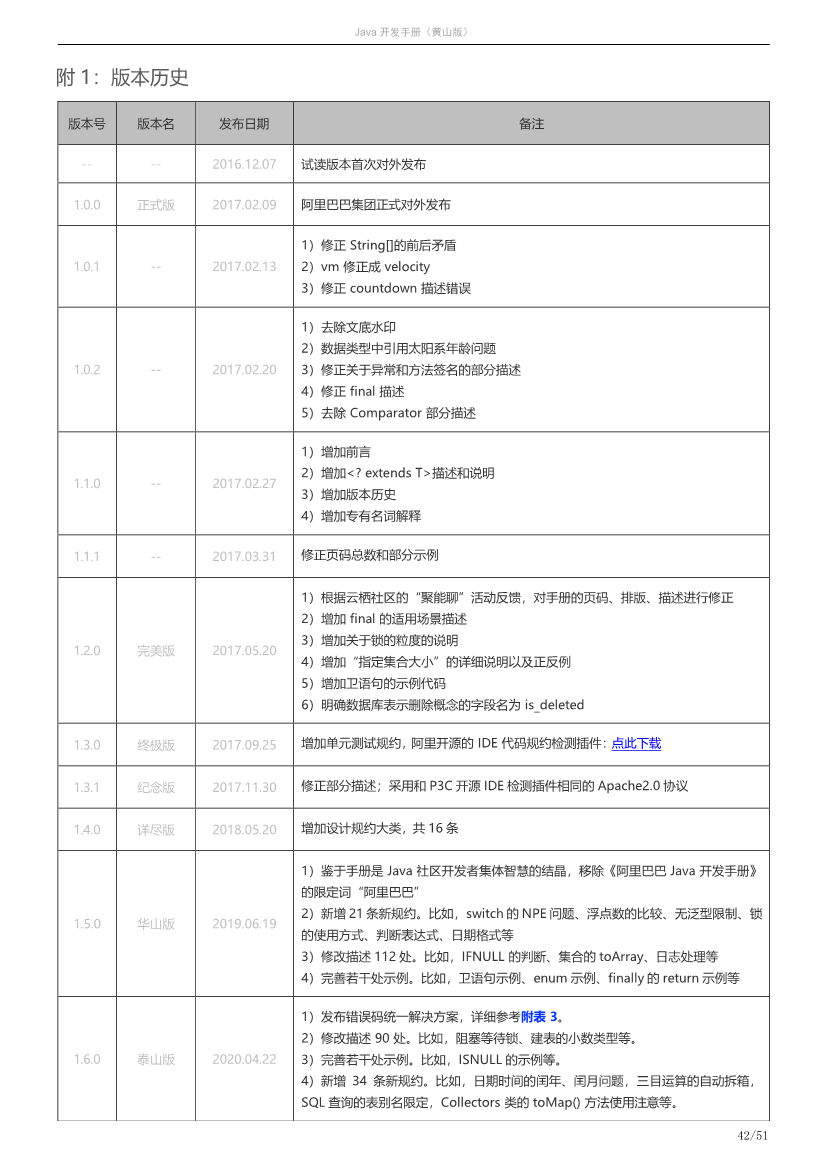 Java 开发手册（黄山版）
附 1：版本历史
版本号 版本名 发布日期 备注
-- -- 2016.12.07 试读版本首次对外发布
1.0.0 正式版 2017.02.09 阿里巴巴集团正式对外发布
1.0.1 -- 2017.02.13
1）修正 String[]的前后矛盾
2）vm 修正成 velocity
3）修正 countdown 描述错误
1.0.2 -- 2017.02.20
1）去除文底水印
2）数据类型中引用太阳系年龄问题
3）修正关于异常和方法签名的部分描述
4）修正 final 描述
5）去除 Comparator 部分描述
1.1.0 -- 2017.02.27
1）增加前言
2）增加<? extends T>描述和说明
3）增加版本历史
4）增加专有名词解释
1.1.1 -- 2017.03.31 修正页码总数和部分示例
1.2.0 完美版 2017.05.20
1）根据云栖社区的“聚能聊”活动反馈，对手册的页码、排版、描述进行修正
2）增加 final 的适用场景描述
3）增加关于锁的粒度的说明
4）增加“指定集合大小”的详细说明以及正反例
5）增加卫语句的示例代码
6）明确数据库表示删除概念的字段名为 is_deleted
1.3.0 终极版 2017.09.25 增加单元测试规约，阿里开源的 IDE 代码规约检测插件：点此下载
1.3.1 纪念版 2017.11.30 修正部分描述；采用和 P3C 开源 IDE 检测插件相同的 Apache2.0 协议
1.4.0 详尽版 2018.05.20 增加设计规约大类，共 16 条
1.5.0 华山版 2019.06.19
1）鉴于手册是 Java 社区开发者集体智慧的结晶，移除《阿里巴巴 Java 开发手册》
的限定词“阿里巴巴”
2）新增 21 条新规约。比如，switch 的 NPE 问题、浮点数的比较、无泛型限制、锁
的使用方式、判断表达式、日期格式等
3）修改描述 112 处。比如，IFNULL 的判断、集合的 toArray、日志处理等
4）完善若干处示例。比如，卫语句示例、enum 示例、finally 的 return 示例等
1.6.0 泰山版 2020.04.22
1）发布错误码统一解决方案，详细参考附表 3。
2）修改描述 90 处。比如，阻塞等待锁、建表的小数类型等。
3）完善若干处示例。比如，ISNULL 的示例等。
4）新增 34 条新规约。比如，日期时间的闰年、闰月问题，三目运算的自动拆箱，
SQL 查询的表别名限定，Collectors 类的 toMap() 方法使用注意等。
42/51